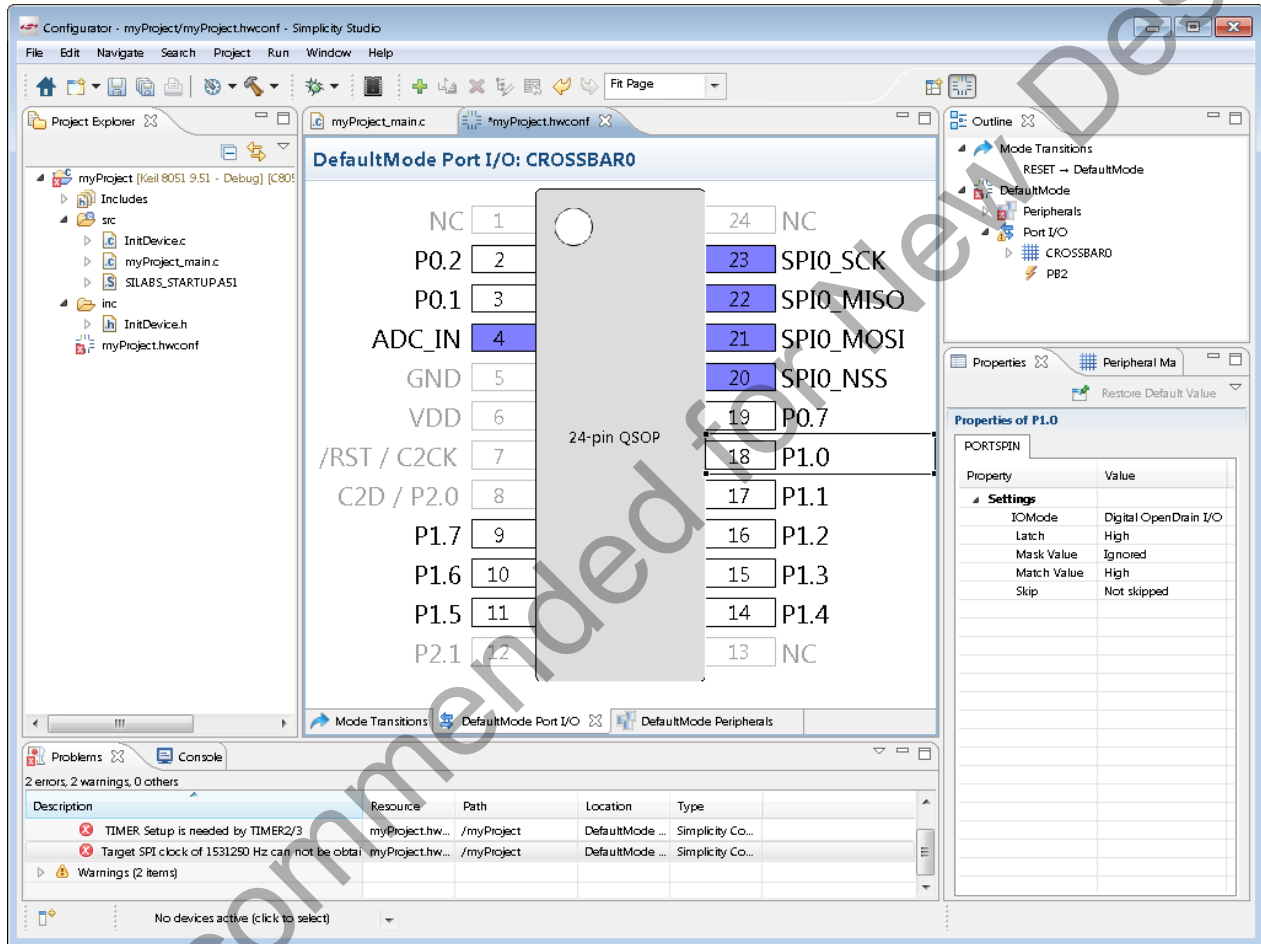 Configurator - myProject/myProject.hwconf - Simplicity Studio
File Edit Navigate Search Project Run Window Help
Fit Page
Project Explorer
myProject [Keil 8051 9.51 - Debug] [C805
Includes
src
InitDevice.c
myProject_main.c
SILABS_STARTUP.A51
inc
InitDevice.h
myProject.hwconf
myProject_main.c
*myProject.hwconf
DefaultMode Port I/O: CROSSBAR0
NC 1
P0.2 2
P0.1 3
ADC_IN 4
GND 5
VDD 6
/RST / C2CK 7
C2D / P2.0 8
P1.7 9
P1.6 10
P1.5 11
P2.1 12
24-pin QSOP
24 NC
23 SPI0_SCK
22 SPI0_MISO
21 SPI0_MOSI
20 SPI0_NSS
19 P0.7
18 P1.0
17 P1.1
16 P1.2
15 P1.3
14 P1.4
13 NC
Mode Transitions
DefaultMode Port I/O
DefaultMode Peripherals
Outline
Mode Transitions
RESET → DefaultMode
DefaultMode
Peripherals
Port I/O
CROSSBAR0
PB2
Properties
Peripheral Ma
Restore Default Value
Properties of P1.0
PORTSPIN
Property Value
Settings
IOMode Digital OpenDrain I/O
Latch High
Mask Value Ignored
Match Value High
Skip Not skipped
Problems
Console
2 errors, 2 warnings, 0 others
Description Resource Path Location Type
TIMER Setup is needed by TIMER2/3 myProject.hw... /myProject DefaultMode ... Simplicity Co...
Target SPI clock of 1531250 Hz can not be obtai myProject.hw... /myProject DefaultMode ... Simplicity Co...
Warnings (2 items)
No devices active (click to select)
commended for New Des